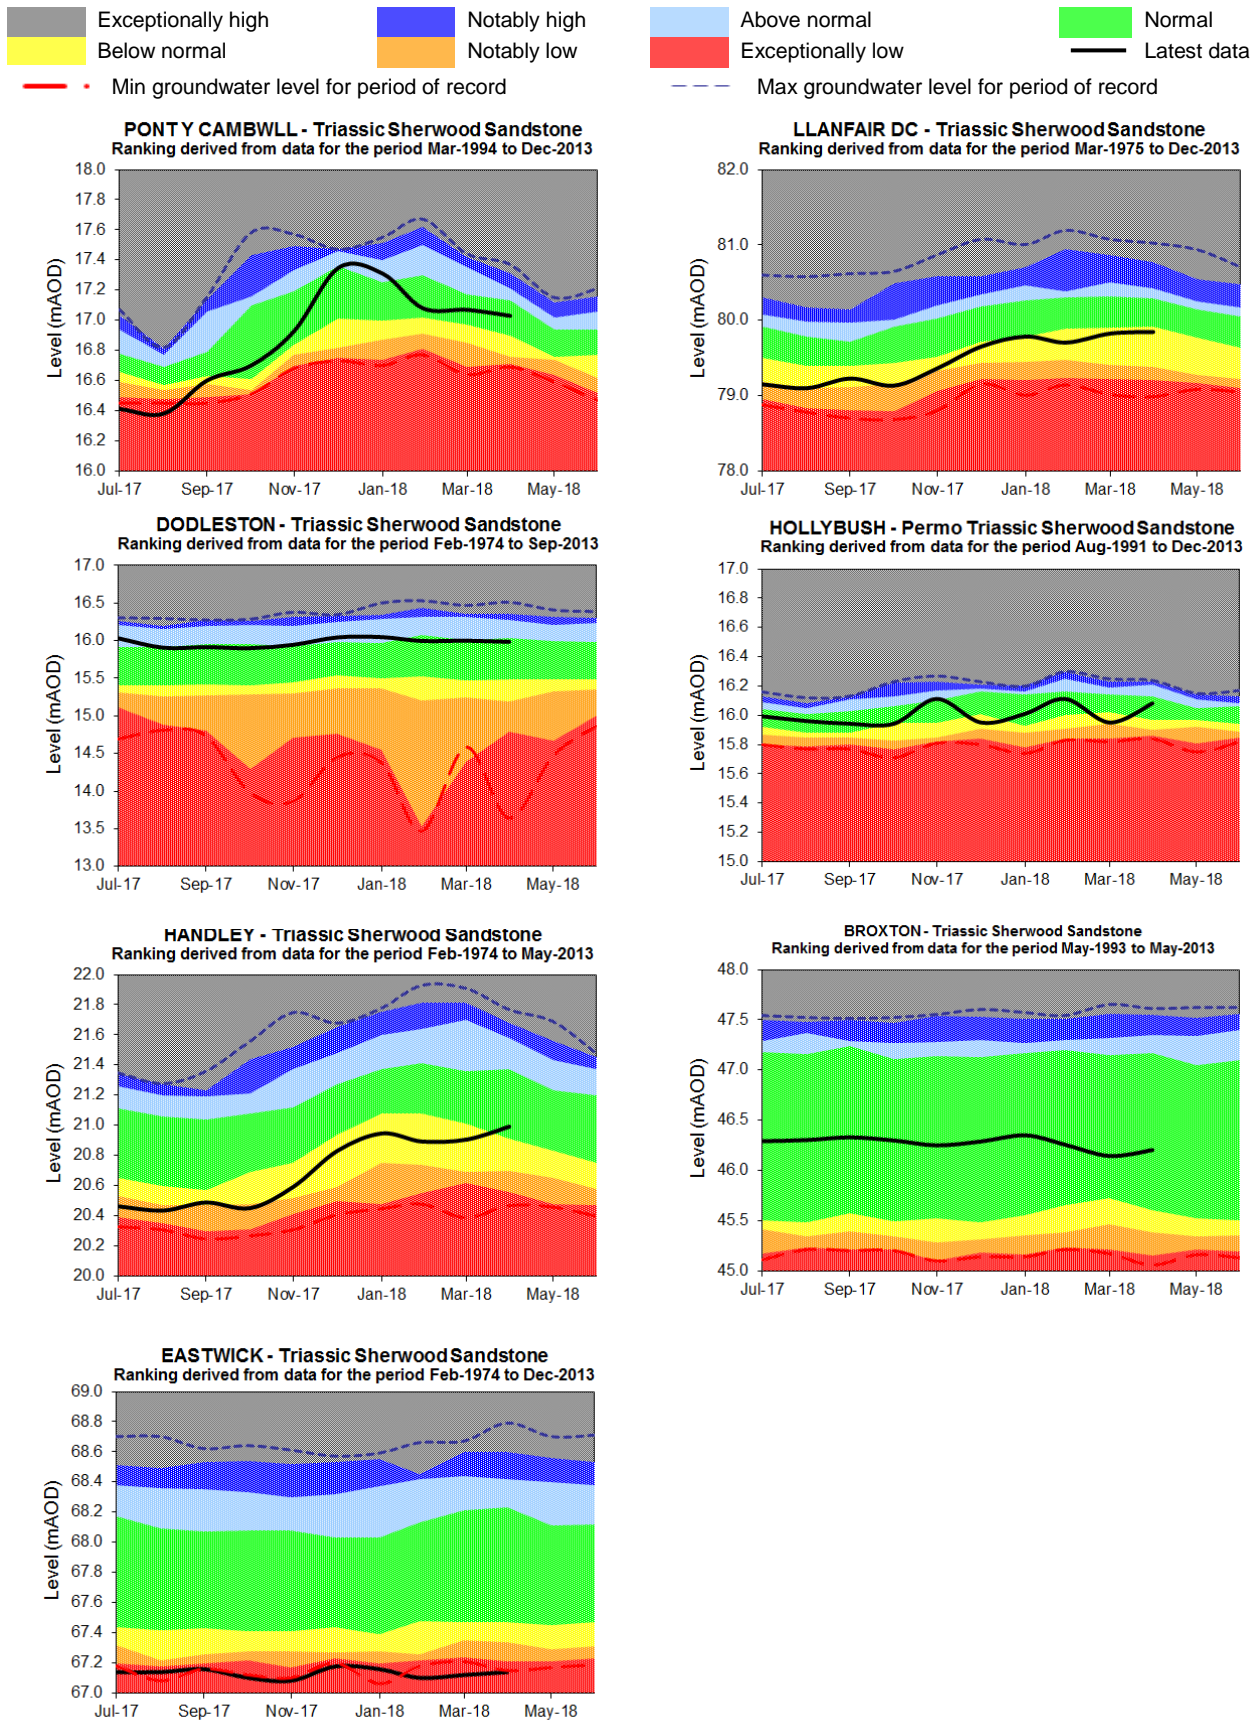 Exceptionally high
Notably high
Above normal
Normal
Below normal
Notably low
Exceptionally low
Latest data
Min groundwater level for period of record
Max groundwater level for period of record
PONT Y CAMBWLL - Triassic Sherwood Sandstone
Ranking derived from data for the period Mar-1994 to Dec-2013
Level (mAOD)
18.0
17.8
17.6
17.4
17.2
17.0
16.8
16.6
16.4
16.2
16.0
Jul-17 Sep-17 Nov-17 Jan-18 Mar-18 May-18
LLANFAIR DC - Triassic Sherwood Sandstone
Ranking derived from data for the period Mar-1975 to Dec-2013
Level (mAOD)
82.0
81.0
80.0
79.0
78.0
Jul-17 Sep-17 Nov-17 Jan-18 Mar-18 May-18
DODLESTON - Triassic Sherwood Sandstone
Ranking derived from data for the period Feb-1974 to Sep-2013
Level (mAOD)
17.0
16.5
16.0
15.5
15.0
14.5
14.0
13.5
13.0
Jul-17 Sep-17 Nov-17 Jan-18 Mar-18 May-18
HOLLYBUSH - Permo Triassic Sherwood Sandstone
Ranking derived from data for the period Aug-1991 to Dec-2013
Level (mAOD)
17.0
16.8
16.6
16.4
16.2
16.0
15.8
15.6
15.4
15.2
15.0
Jul-17 Sep-17 Nov-17 Jan-18 Mar-18 May-18
HANDLEY - Triassic Sherwood Sandstone
Ranking derived from data for the period Feb-1974 to May-2013
Level (mAOD)
22.0
21.8
21.6
21.4
21.2
21.0
20.8
20.6
20.4
20.2
20.0
Jul-17 Sep-17 Nov-17 Jan-18 Mar-18 May-18
BROXTON - Triassic Sherwood Sandstone
Ranking derived from data for the period May-1993 to May-2013
Level (mAOD)
48.0
47.5
47.0
46.5
46.0
45.5
45.0
Jul-17 Sep-17 Nov-17 Jan-18 Mar-18 May-18
EASTWICK - Triassic Sherwood Sandstone
Ranking derived from data for the period Feb-1974 to Dec-2013
Level (mAOD)
69.0
68.8
68.6
68.4
68.2
68.0
67.8
67.6
67.4
67.2
67.0
Jul-17 Sep-17 Nov-17 Jan-18 Mar-18 May-18